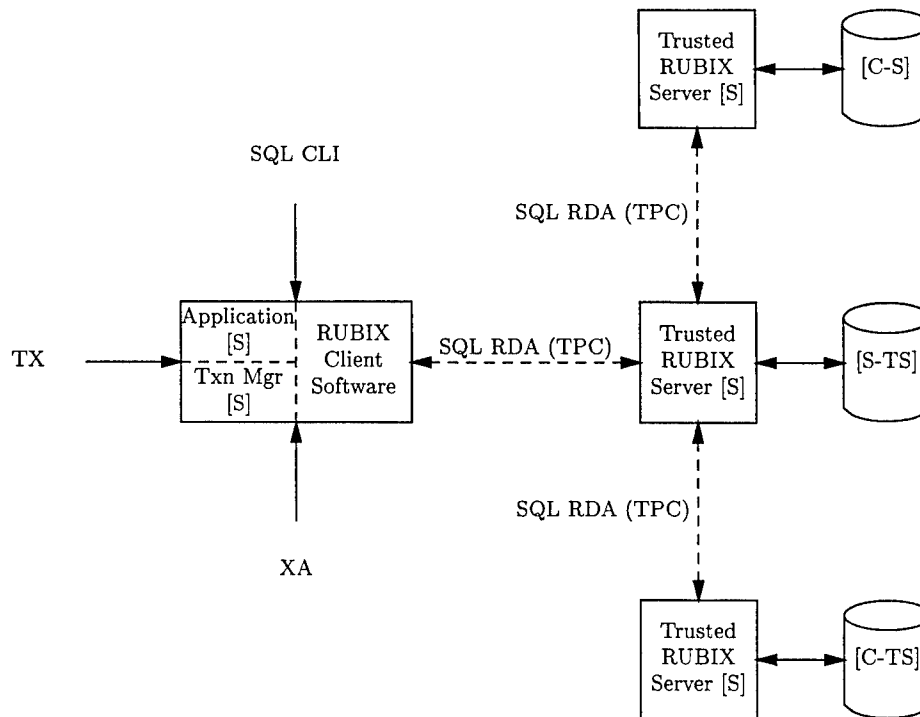 Trusted
RUBIX
Server [S]
[C-S]
SQL CLI
SQL RDA (TPC)
Application
[S]
Txn Mgr
[S]
RUBIX
Client
Software
TX
SQL RDA (TPC)
Trusted
RUBIX
Server [S]
[S-TS]
SQL RDA (TPC)
XA
Trusted
RUBIX
Server [S]
[C-TS]